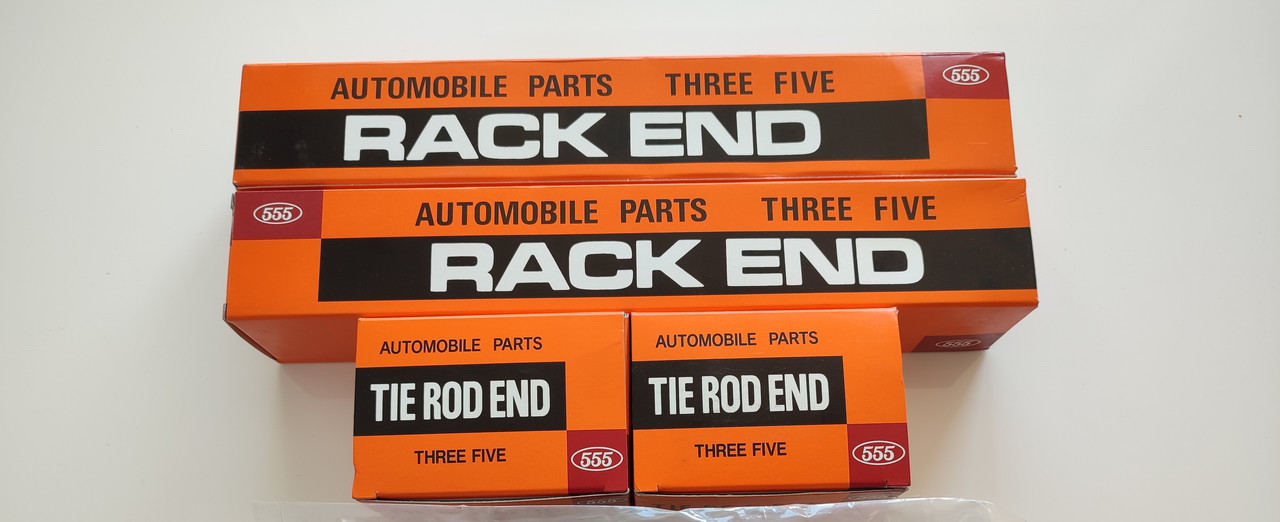 AUTOMOBILE PARTS THREE FIVE
555
RACK END
555
AUTOMOBILE PARTS THREE FIVE
RACK END
555
AUTOMOBILE PARTS
TIE ROD END
THREE FIVE
555
555
AUTOMOBILE PARTS
TIE ROD END
THREE FIVE
555